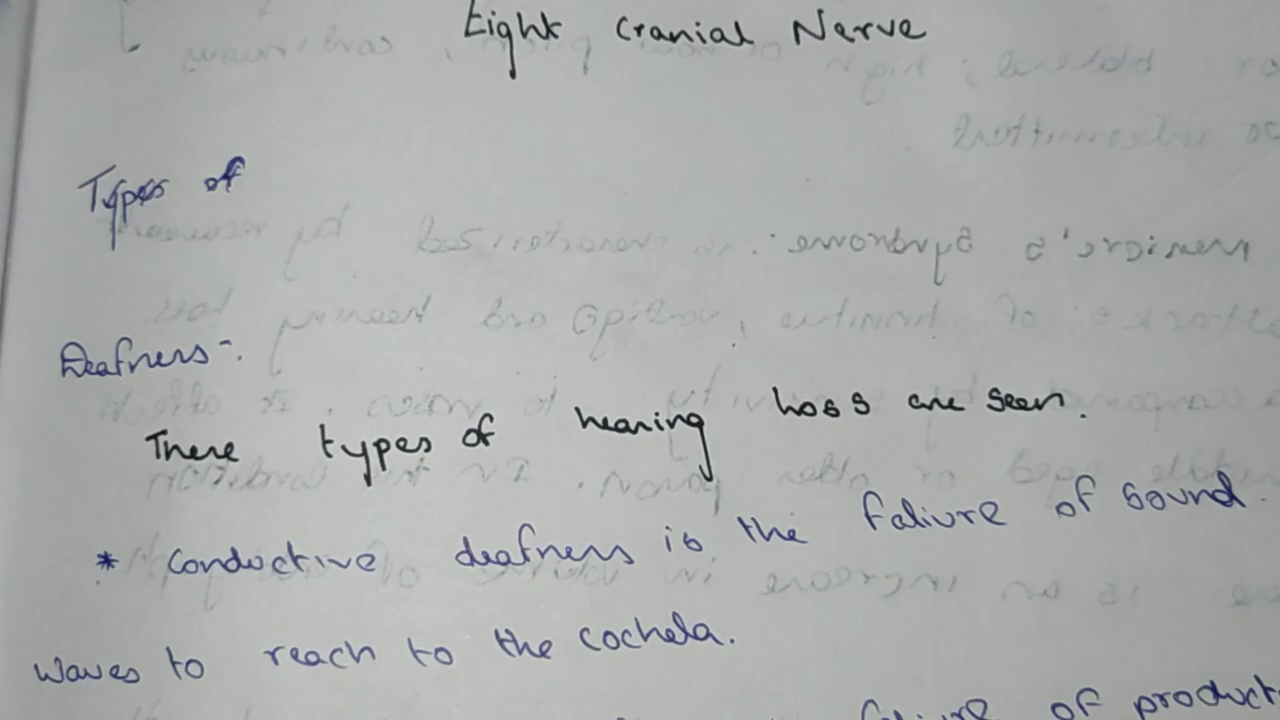 Eight Cranial Nerve
Types of
Deafness -.
There types of hearing loss are seen.
* Conductive deafness is the faliure of sound.
waves to reach to the cochela.
faliure of product